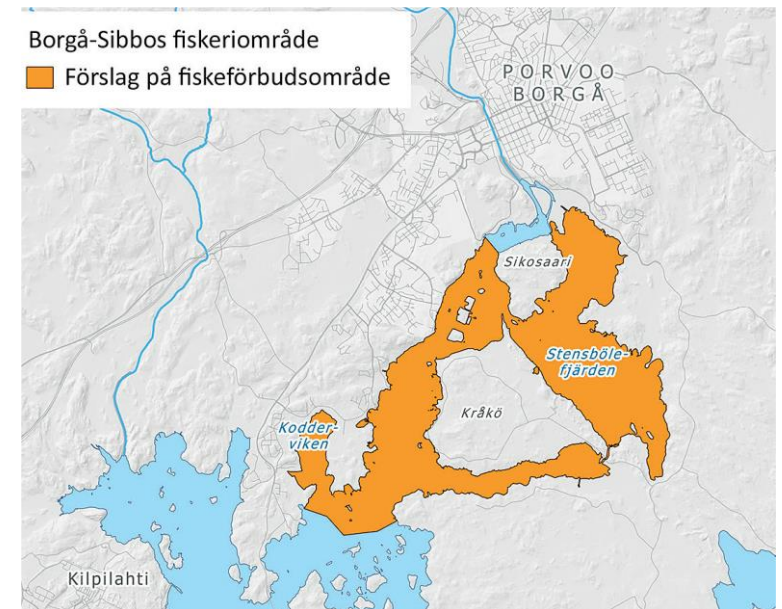 Borgå-Sibbos fiskeriområde
Förslag på fiskeförbudsområde
PORVOO
BORGÅ
Sikosaari
Stensböle-
fjärden
Kråkö
Kodder-
viken
Kilpilahti